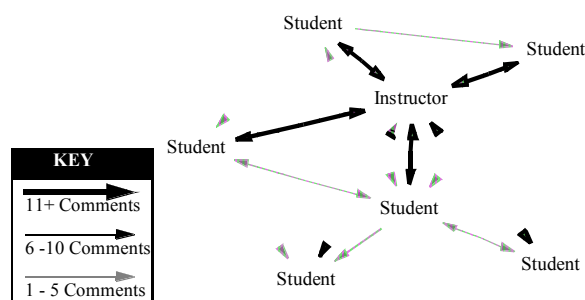 Student
Student
Instructor
Student
KEY
11+ Comments
6 -10 Comments
1 - 5 Comments
Student
Student
Student